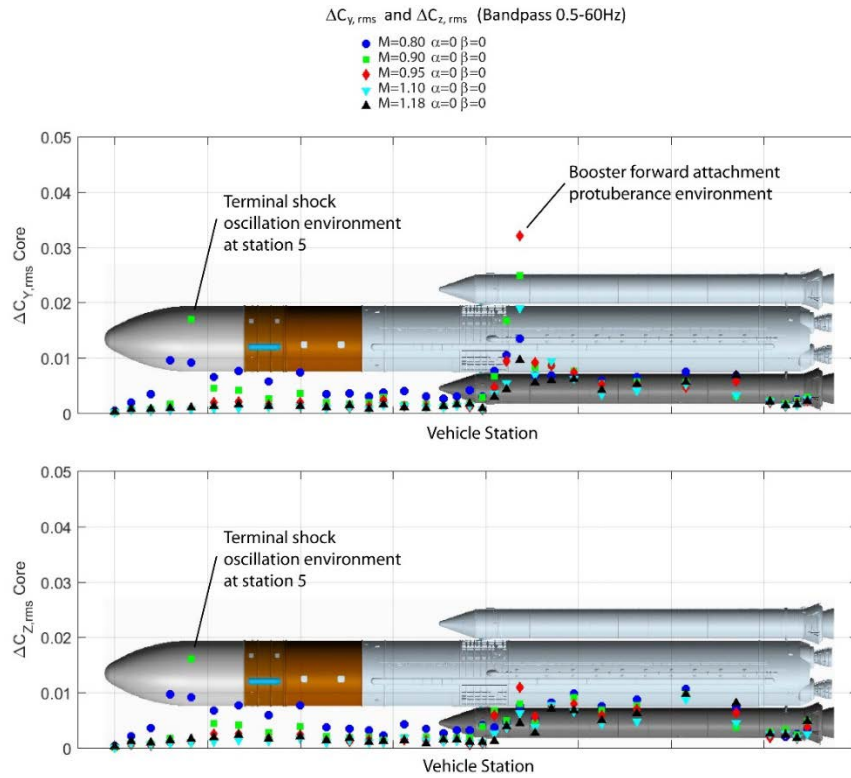 ΔC_y, rms and ΔC_z, rms (Bandpass 0.5-60Hz)
M=0.80 α=0 β=0
M=0.90 α=0 β=0
M=0.95 α=0 β=0
M=1.10 α=0 β=0
M=1.18 α=0 β=0
0.05
0.04
0.03
0.02
0.01
0
ΔC_Y,rms Core
Terminal shock
oscillation environment
at station 5
Booster forward attachment
protuberance environment
Vehicle Station
0.05
0.04
0.03
0.02
0.01
0
ΔC_Z,rms Core
Terminal shock
oscillation environment
at station 5
Vehicle Station